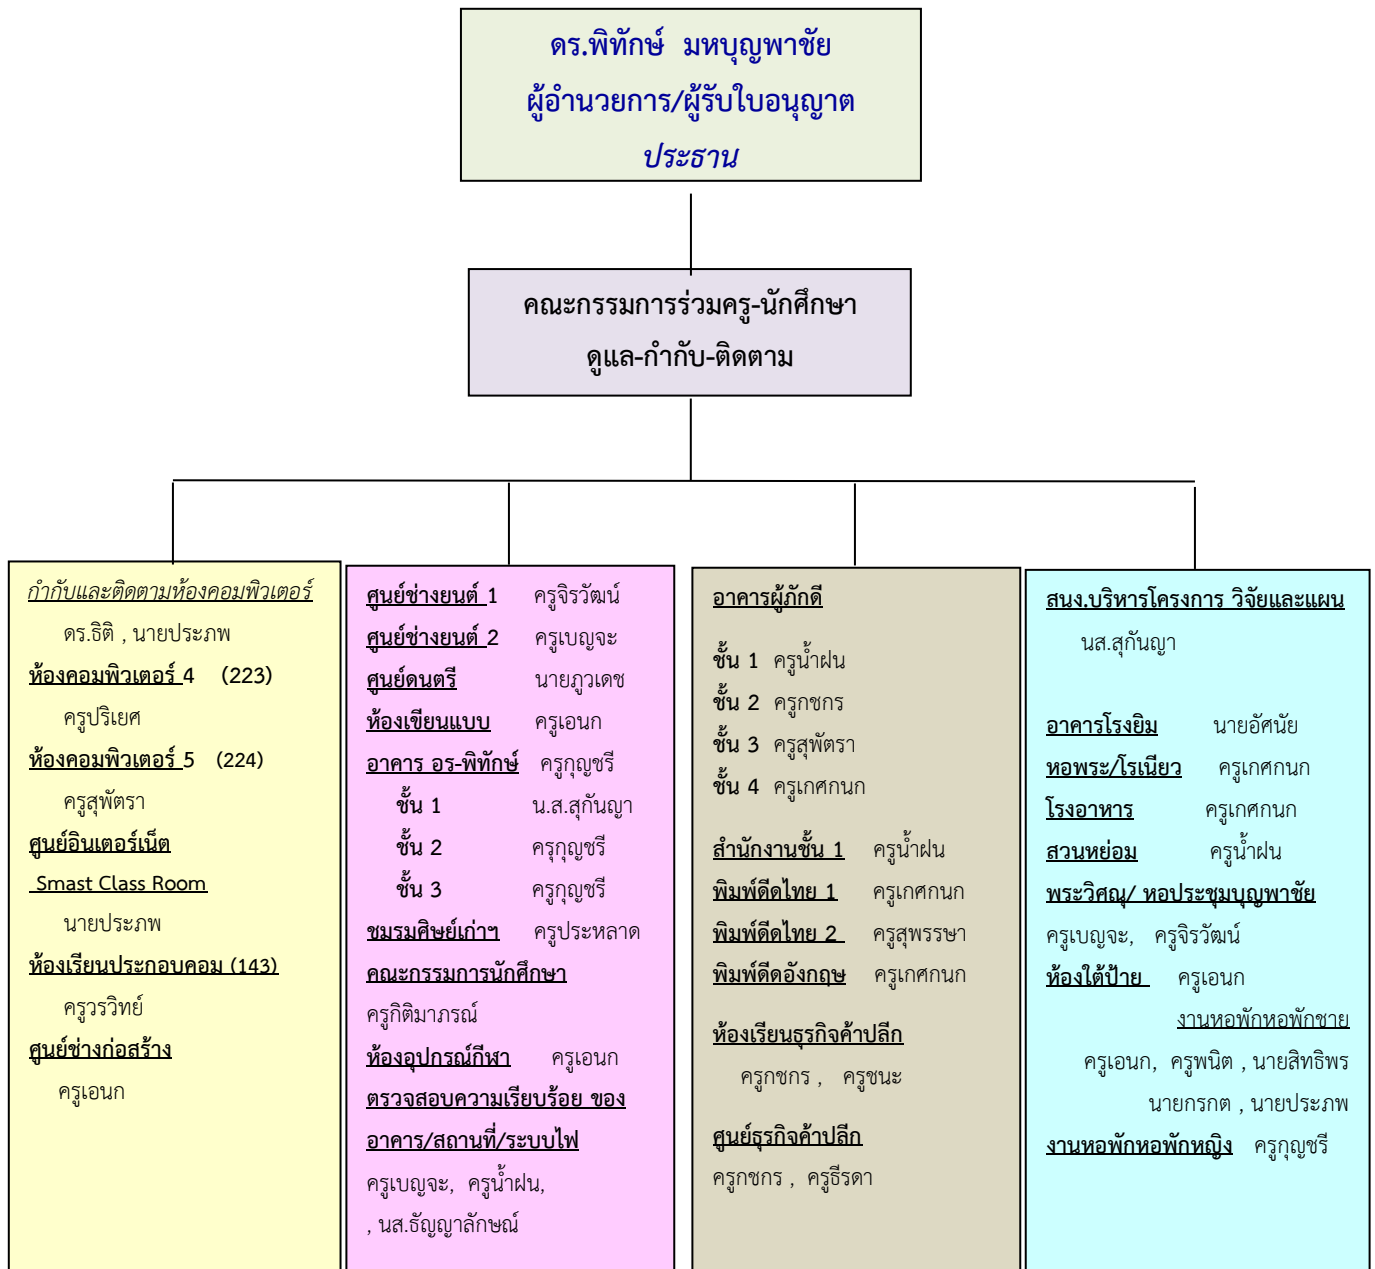 ดร.พิทักษ์ มหบุญพาชัย
ผู้อำนวยการ/ผู้รับใบอนุญาต
ประธาน
คณะกรรมการร่วมครู-นักศึกษา
ดูแล-กำกับ-ติดตาม
กำกับและติดตามห้องคอมพิวเตอร์
ดร.ธิติ , นายประภพ
ห้องคอมพิวเตอร์ 4 (223)
ครูปริเยศ
ห้องคอมพิวเตอร์ 5 (224)
ครูสุพัตรา
ศูนย์อินเตอร์เน็ต
Smast Class Room
นายประภพ
ห้องเรียนประกอบคอม (143)
ครูวรวิทย์
ศูนย์ช่างก่อสร้าง
ครูเอนก
ศูนย์ช่างยนต์ 1 ครูจิรวัฒน์
ศูนย์ช่างยนต์ 2 ครูเบญจะ
ศูนย์ดนตรี นายภูวเดช
ห้องเขียนแบบ ครูเอนก
อาคาร อร-พิทักษ์ ครูกุญชรี
ชั้น 1 น.ส.สุกันญา
ชั้น 2 ครุกุญชรี
ชั้น 3 ครูกุญชรี
ชมรมศิษย์เก่าฯ ครูประหลาด
คณะกรรมการนักศึกษา
ครูกิติมาภรณ์
ห้องอุปกรณ์กีฬา ครูเอนก
ตรวจสอบความเรียบร้อย ของ
อาคาร/สถานที่/ระบบไฟ
ครูเบญจะ, ครูน้ำฝน,
, นส.ธัญญาลักษณ์
อาคารผู้ภักดี
ชั้น 1 ครูน้ำฝน
ชั้น 2 ครูกชกร
ชั้น 3 ครูสุพัตรา
ชั้น 4 ครูเกศกนก
สำนักงานชั้น 1 ครูน้ำฝน
พิมพ์ดีดไทย 1 ครูเกศกนก
พิมพ์ดีดไทย 2 ครูสุพรรษา
พิมพ์ดีดอังกฤษ ครูเกศกนก
ห้องเรียนธุรกิจค้าปลีก
ครูกชกร , ครูชนะ
ศูนย์ธุรกิจค้าปลีก
ครูกชกร , ครูธีรดา
สนง.บริหารโครงการ วิจัยและแผน
นส.สุกันญา
อาคารโรงยิม นายอัศนัย
หอพระ/โรเนียว ครูเกศกนก
โรงอาหาร ครูเกศกนก
สวนหย่อม ครูน้ำฝน
พระวิศณุ/ หอประชุมบุญพาชัย
ครูเบญจะ, ครูจิรวัฒน์
ห้องใต้ป้าย ครูเอนก
งานหอพักหอพักชาย
ครูเอนก, ครูพนิต , นายสิทธิพร
นายกรกต , นายประภพ
งานหอพักหอพักหญิง ครูกุญชรี